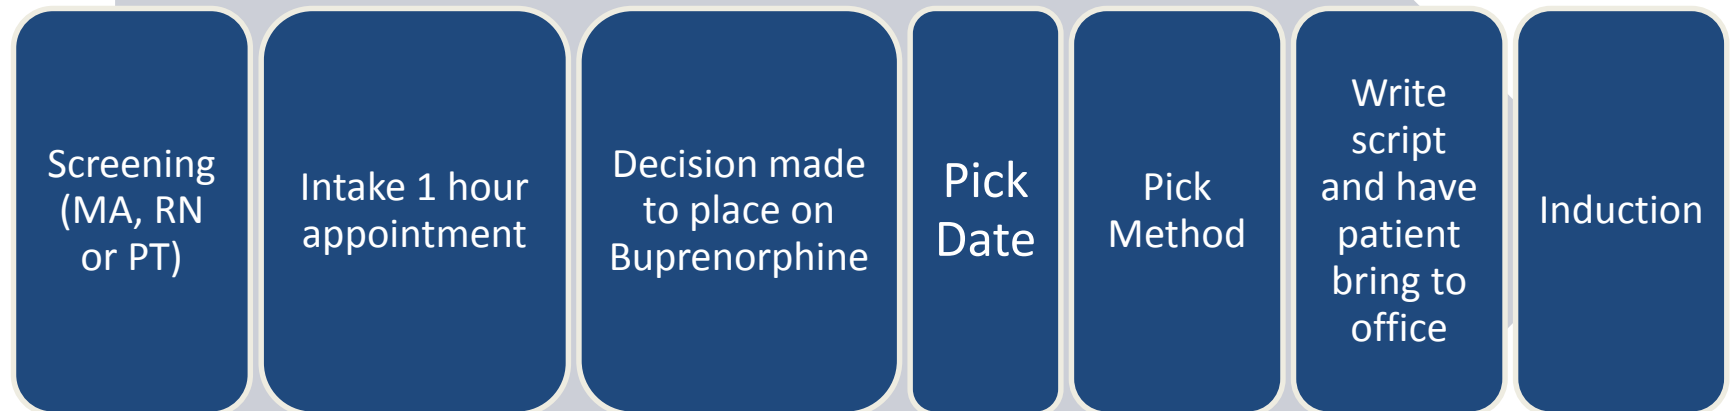 Screening
(MA, RN
or PT)
Intake 1 hour
appointment
Decision made
to place on
Buprenorphine
Pick
Date
Pick
Method
Write
script
and have
patient
bring to
office
Induction